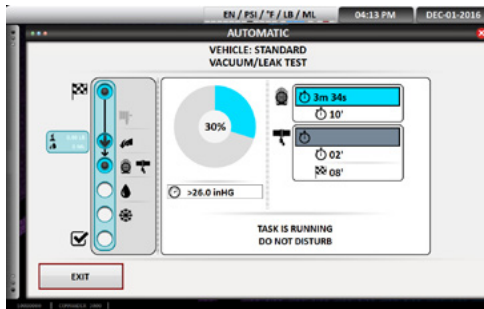 EN / PSI / °F / LB / ML
04:13 PM
DEC-01-2016
AUTOMATIC
VEHICLE: STANDARD
VACUUM/LEAK TEST
30%
>26.0 inHG
3m 34s
10'
02'
08'
TASK IS RUNNING
DO NOT DISTURB
EXIT